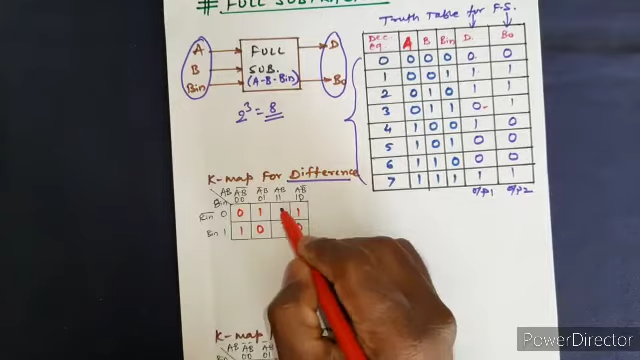 # FULL SUBTRAC
Truth Table for F.S.
A
B
Bin
FULL
SUB.
(A-B-Bin)
D
Bo
2³ = 8
Dec. eq. A B Bin D. Bo
0 0 0 0 0 0
1 0 0 1 1 1
2 0 1 0 1 1
3 0 1 1 0 1
4 1 0 0 1 0
5 1 0 1 0 0
6 1 1 0 0 0
7 1 1 1 1 1
O/P1 O/P2
K-map For Difference
AB A̅B̅ A̅B AB AB̅
Bin 00 01 11 10
B̅i̅n̅ 0 0 1 1
Bin 1 1 0 0
K-map
AB A̅B̅ A̅B
00 01
PowerDirector